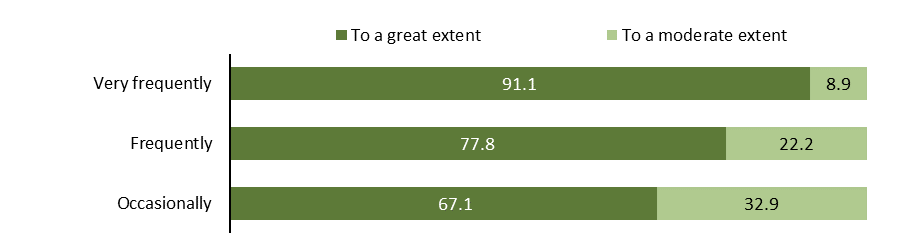 To a great extent To a moderate extent
Very frequently 91.1 8.9
Frequently 77.8 22.2
Occasionally 67.1 32.9